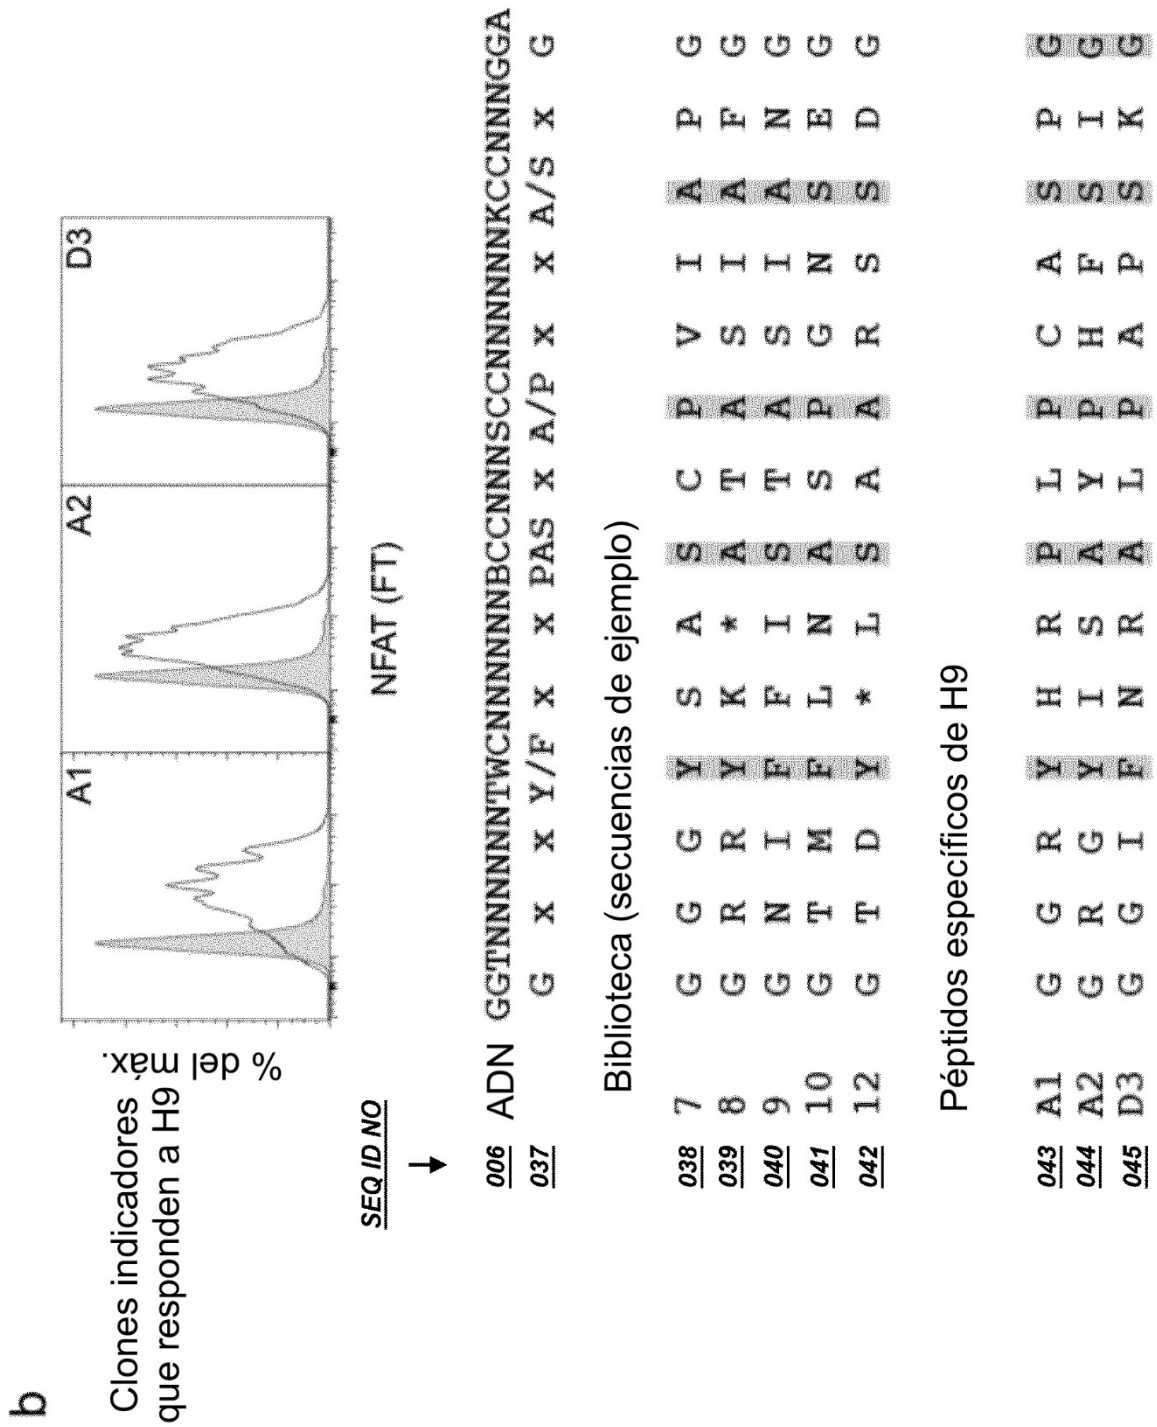 b
Clones indicadores
que responden a H9
% del máx.
A1
A2
D3
NFAT (FT)
SEQ ID NO
006 ADN GGTNNNNNNTWCNNNNNNBCCNNNSCCNNNNNNKCCNNNGGA
037 G x x Y/F x x PAS x A/P x x A/S x G
Biblioteca (secuencias de ejemplo)
038 7 G G G Y S A S C P V I A P G
039 8 G R R Y K * A T A S I A F G
040 9 G N I F F I S T A S I A N G
041 10 G T M F L N A S P G N S E G
042 12 G T D Y * L S A A R S S D G
Péptidos específicos de H9
043 A1 G G R Y H R P L P C A S P G
044 A2 G R G Y I S A Y P H F S I G
045 D3 G G I F N R A L P A P S K G